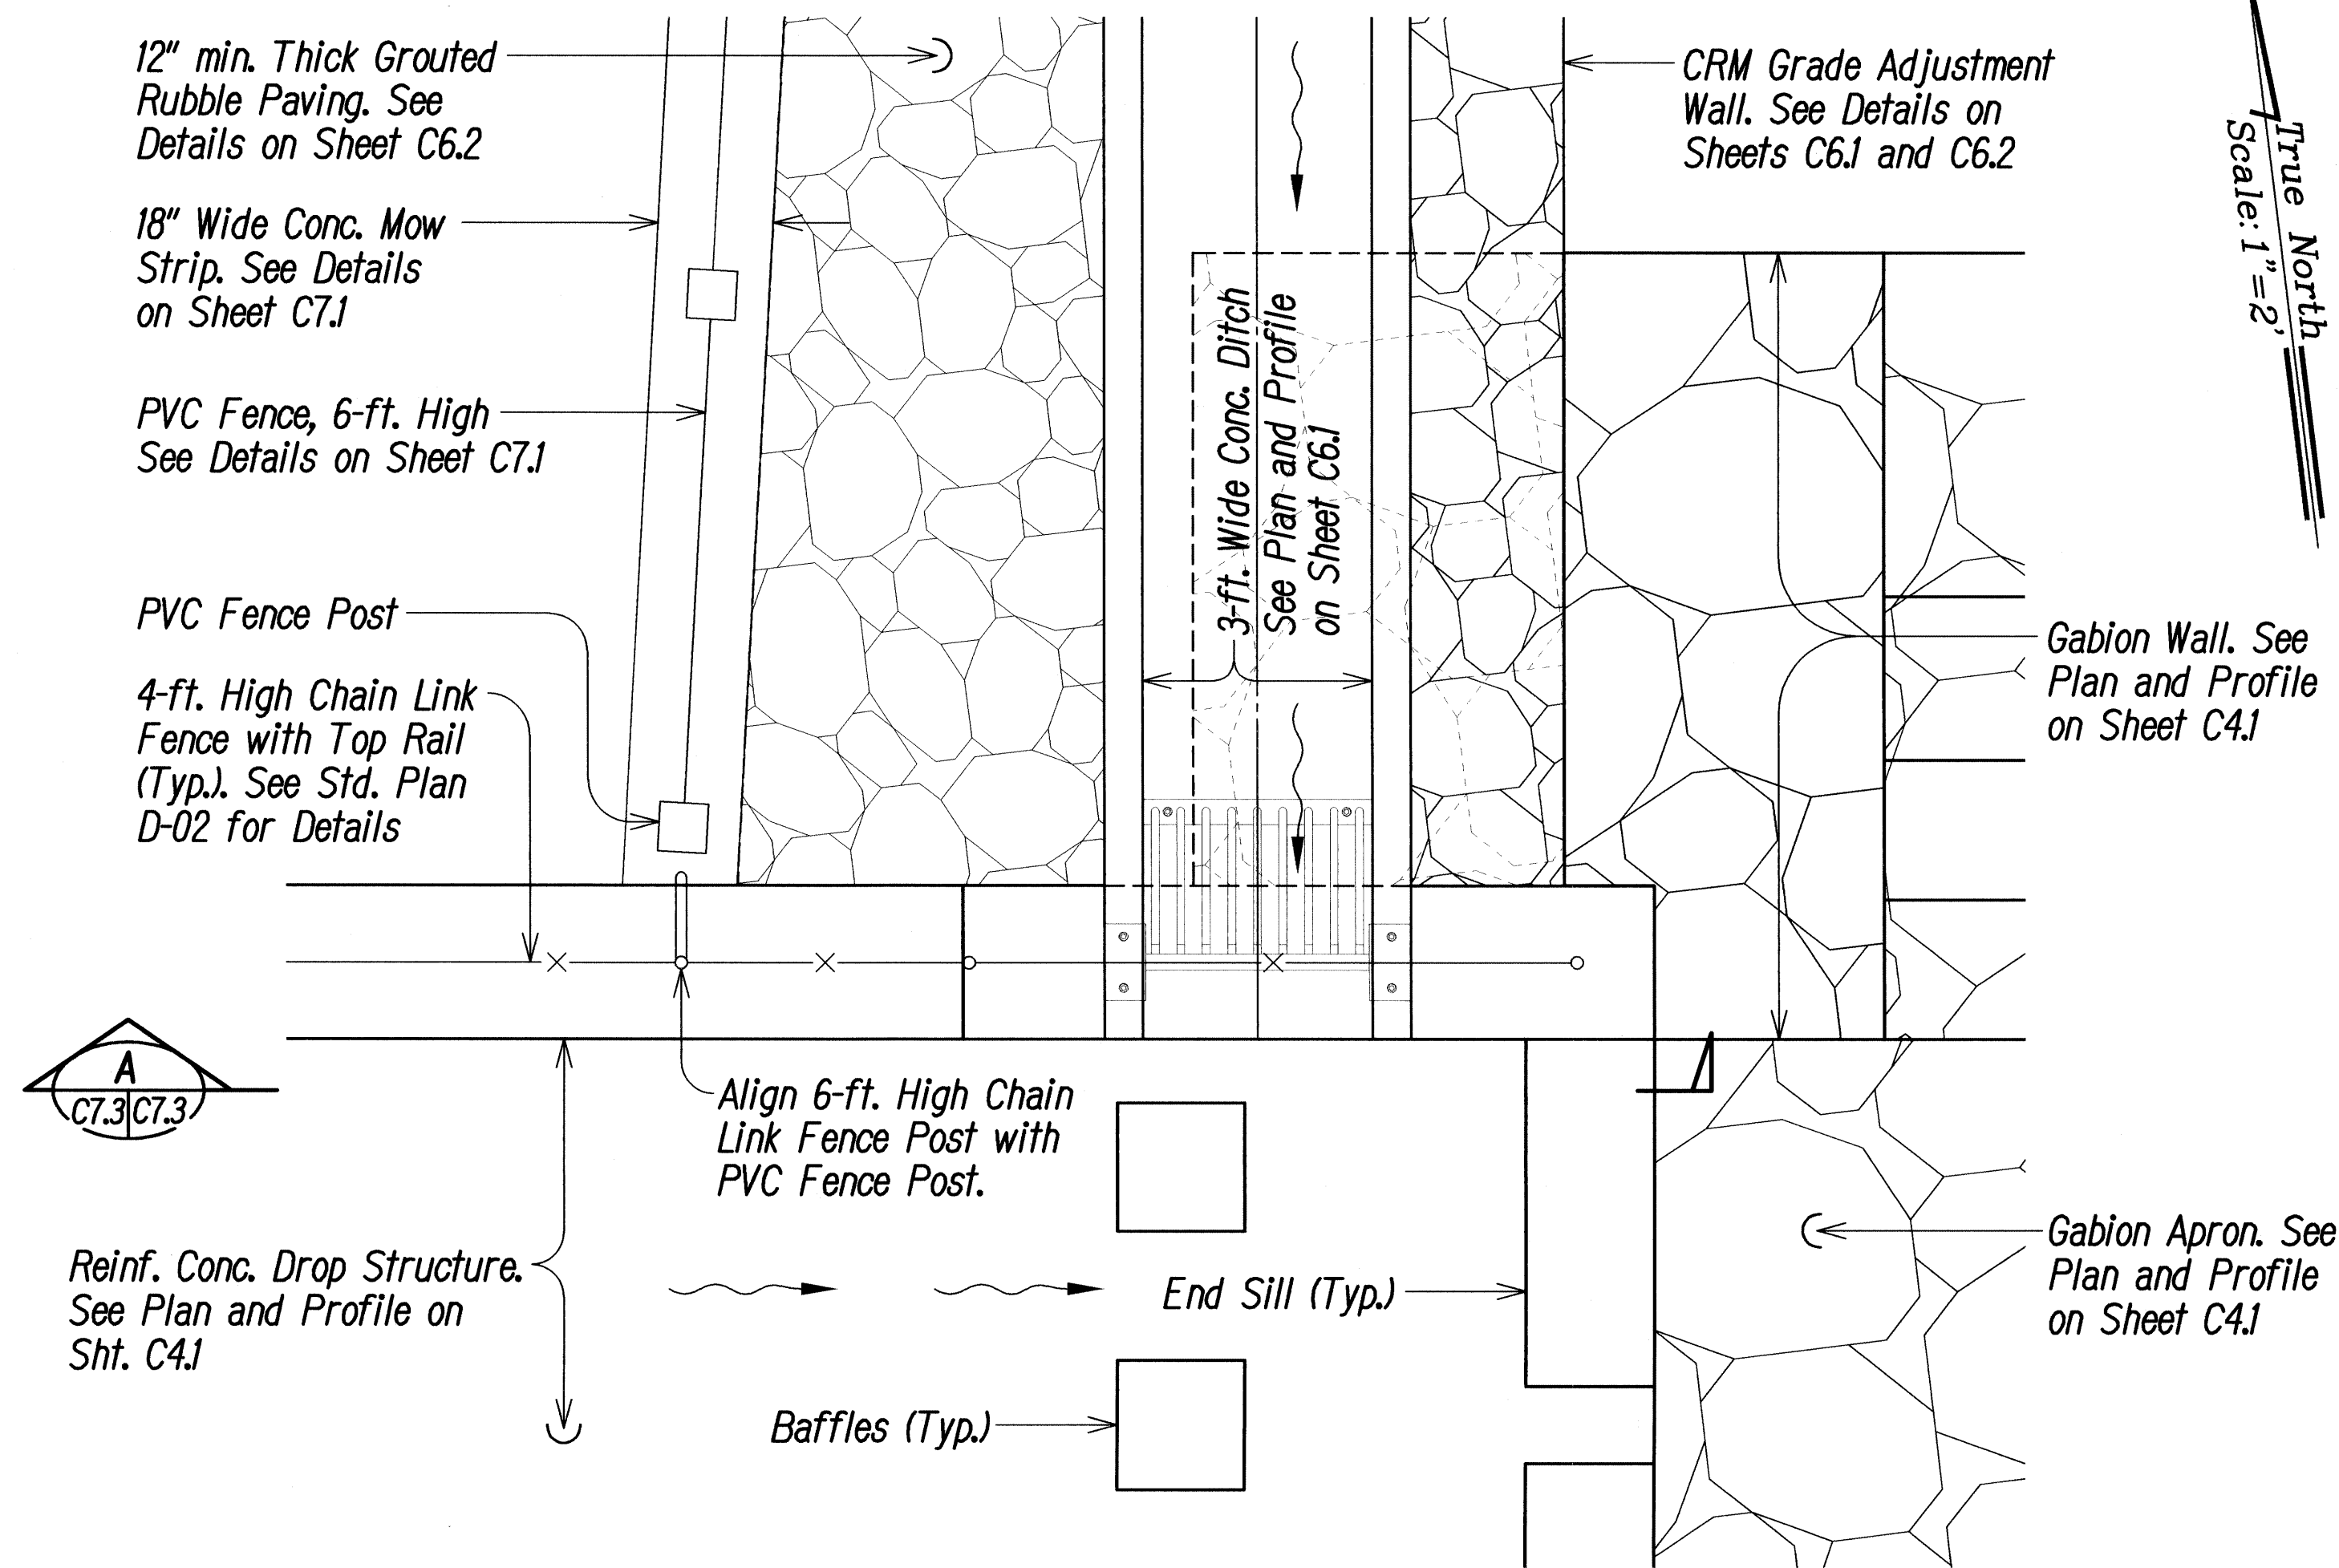 12" min. Thick Grouted
Rubble Paving. See
Details on Sheet C6.2
18" Wide Conc. Mow
Strip. See Details
on Sheet C7.1
PVC Fence, 6-ft. High
See Details on Sheet C7.1
PVC Fence Post
4-ft. High Chain Link
Fence with Top Rail
(Typ.). See Std. Plan
D-02 for Details
3-ft. Wide Conc. Ditch
See Plan and Profile
on Sheet C6.1
CRM Grade Adjustment
Wall. See Details on
Sheets C6.1 and C6.2
True North
Scale: 1"=2'
Gabion Wall. See
Plan and Profile
on Sheet C4.1
A
C7.3 C7.3
Align 6-ft. High Chain
Link Fence Post with
PVC Fence Post.
Reinf. Conc. Drop Structure.
See Plan and Profile on
Sht. C4.1
End Sill (Typ.)
Baffles (Typ.)
Gabion Apron. See
Plan and Profile
on Sheet C4.1